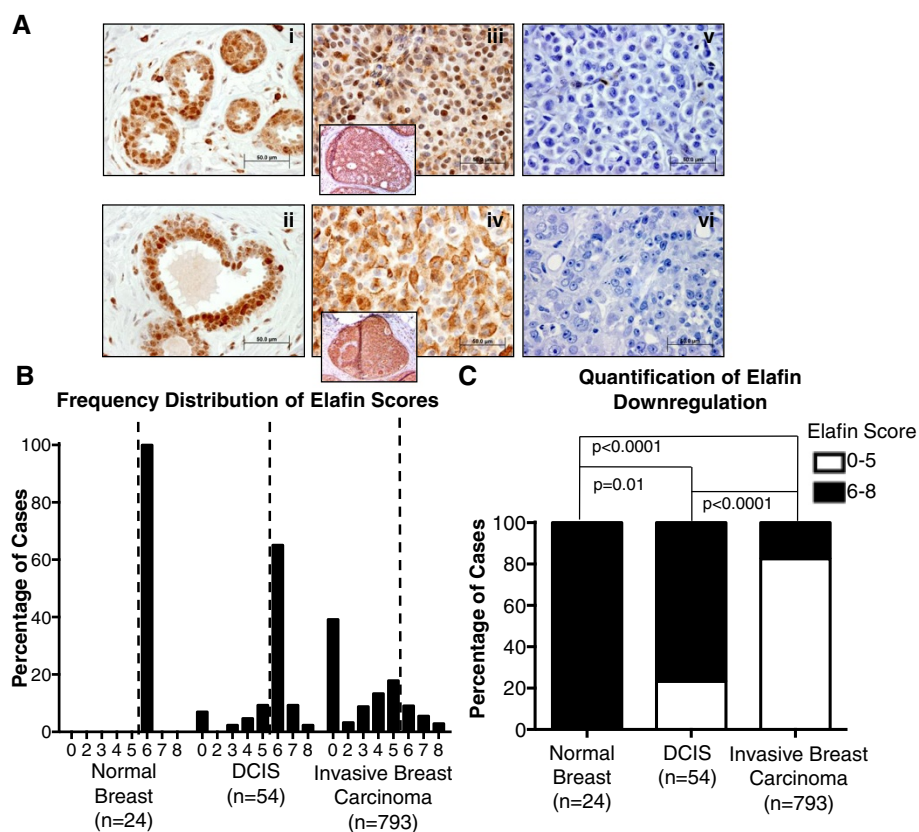 A
i
iii
v
50.0 µm
50.0 µm
50.0 µm
ii
iv
vi
50.0 µm
50.0 µm
B
Frequency Distribution of Elafin Scores
Percentage of Cases
100
80
60
40
20
0
0 2 3 4 5 6 7 8
0 2 3 4 5 6 7 8
0 2 3 4 5 6 7 8
Normal
Breast
(n=24)
DCIS
(n=54)
Invasive Breast
Carcinoma
(n=793)
C
Quantification of Elafin
Downregulation
Elafin Score
0-5
6-8
p<0.0001
p=0.01
p<0.0001
Percentage of Cases
100
80
60
40
20
0
Normal
Breast
(n=24)
DCIS
(n=54)
Invasive Breast
Carcinoma
(n=793)